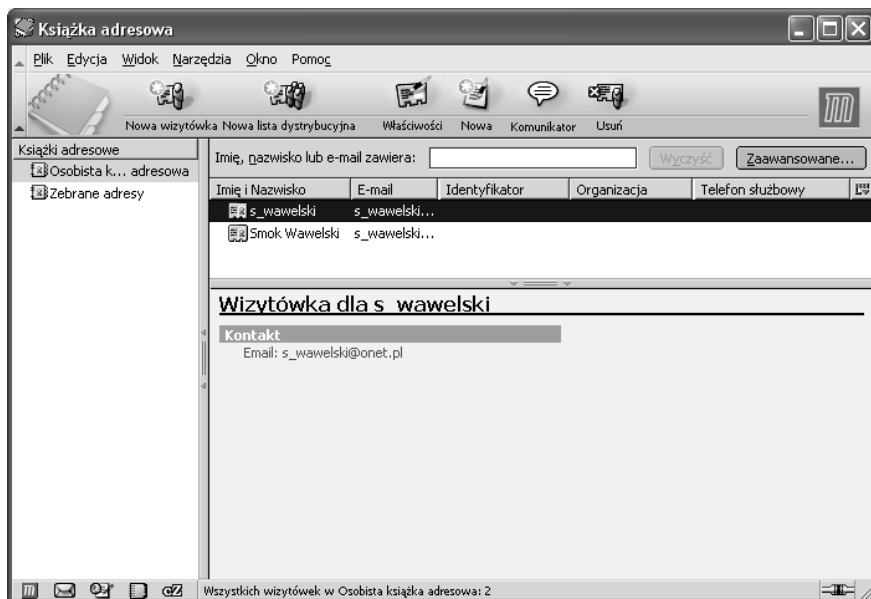 Książka adresowa
Plik Edycja Widok Narzędzia Okno Pomoc
Nowa wizytówka Nowa lista dystrybucyjna Właściwości Nowa Komunikator Usuń
Książki adresowe
Osobista k... adresowa
Zebrane adresy
Imię, nazwisko lub e-mail zawiera: Wyczyść Zaawansowane...
Imię i Nazwisko E-mail Identyfikator Organizacja Telefon służbowy
s_wawelski s_wawelski...
Smok Wawelski s_wawelski...
Wizytówka dla s_wawelski
Kontakt
Email: s_wawelski@onet.pl
Wszystkich wizytówek w Osobista książka adresowa: 2